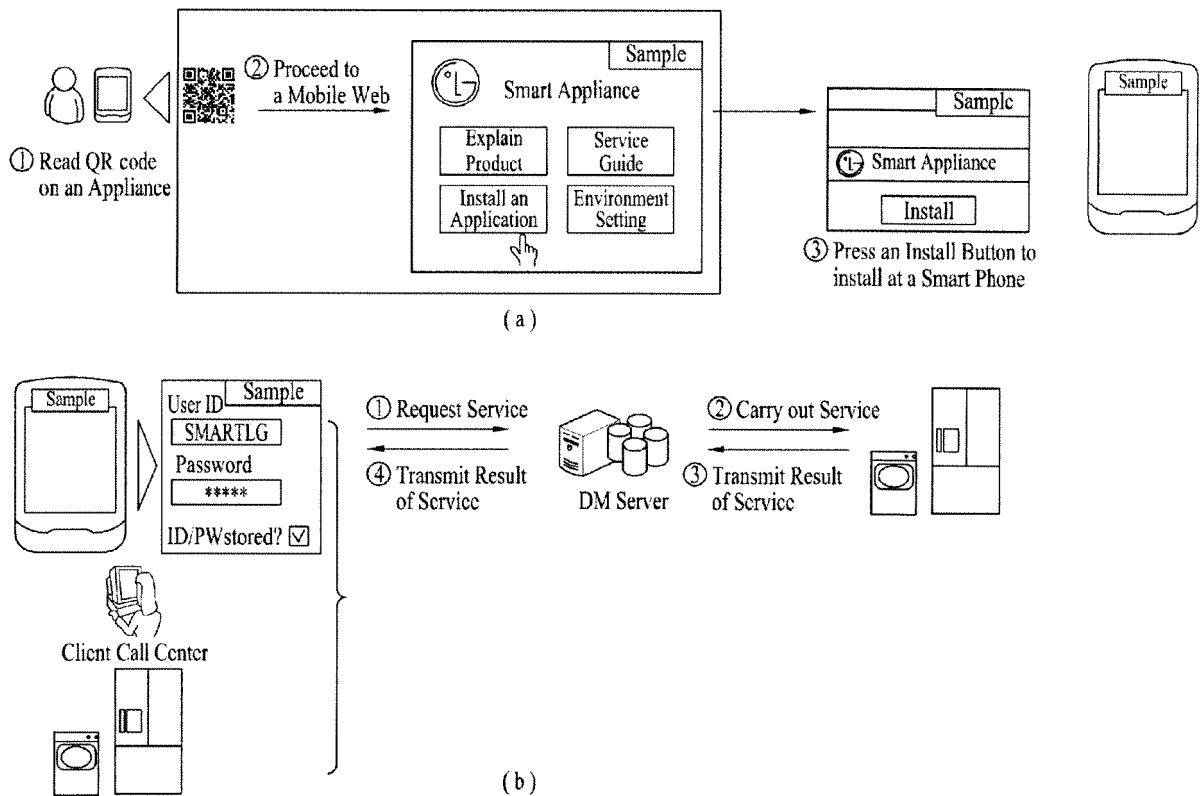 ① Read QR code
on an Appliance
② Proceed to
a Mobile Web
Sample
LG
Smart Appliance
Explain
Product
Service
Guide
Install an
Application
Environment
Setting
Sample
LG
Smart Appliance
Install
③ Press an Install Button to
install at a Smart Phone
Sample
(a)
Sample
Sample
User ID
SMARTLG
Password
*****
ID/PWstored?
Client Call Center
① Request Service
④ Transmit Result
of Service
DM Server
② Carry out Service
③ Transmit Result
of Service
(b)